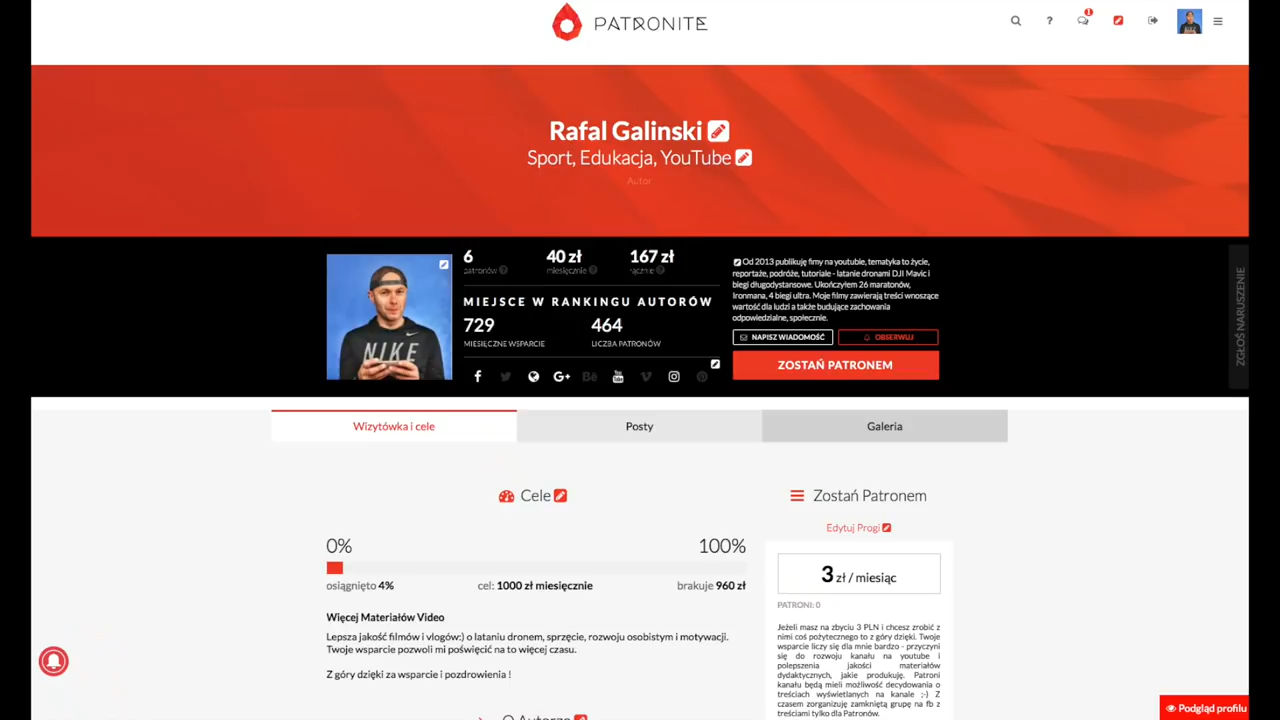 PATRONITE
1
Rafal Galinski
Sport, Edukacja, YouTube
Autor
6
patronów
40 zł
miesięcznie
167 zł
łącznie
MIEJSCE W RANKINGU AUTORÓW
729
MIESIĘCZNE WSPARCIE
464
LICZBA PATRONÓW
NIKE
Od 2013 publikuję fimy na youtubie, tematyka to życie,
reportaże, podróże, tutoriale - latanie dronami DJI Mavic i
biegi długodystansowe. Ukończyłem 26 maratonów,
Ironmana, 4 biegi ultra. Moje filmy zawierają treści wnoszące
wartość dla ludzi a także budujące zachowania
odpowiedzialne, społecznie.
NAPISZ WIADOMOŚĆ
OBSERWUJ
ZOSTAŃ PATRONEM
ZGŁOŚ NARUSZENIE
Wizytówka i cele
Posty
Galeria
Cele
0%
100%
osiągnięto 4%
cel: 1000 zł miesięcznie
brakuje 960 zł
Więcej Materiałów Video
Lepsza jakość filmów i vlogów:) o lataniu dronem, sprzęcie, rozwoju osobistym i motywacji.
Twoje wsparcie pozwoli mi poświęcić na to więcej czasu.
Z góry dzięki za wsparcie i pozdrowienia !
O Autorze
Zostań Patronem
Edytuj Progi
3 zł / miesiąc
PATRONI: 0
Jeżeli masz na zbyciu 3 PLN i chcesz zrobić z
nimi coś pożytecznego to z góry dzięki. Twoje
wsparcie liczy się dla mnie bardzo - przyczyni
się do rozwoju kanału na youtube i
polepszenia jakości materiałów
dydaktycznych, jakie produkuję. Patroni
kanału będą mieli możliwość decydowania o
treściach wyświetlanych na kanale ;-) Z
czasem zorganizuję zamkniętą grupę na fb z
treściami tylko dla Patronów.
Podgląd profilu